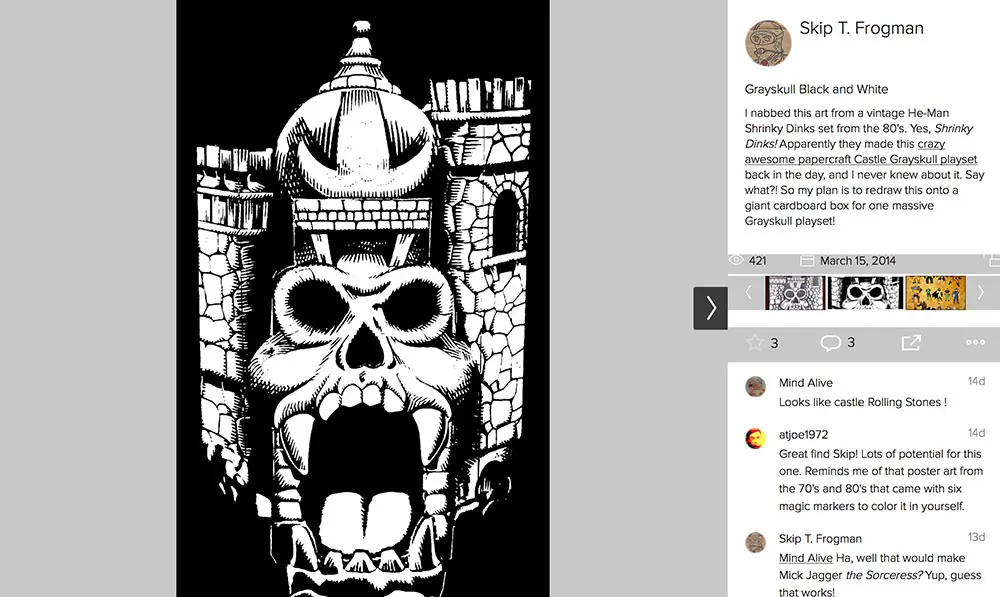 Skip T. Frogman
Grayskull Black and White
I nabbed this art from a vintage He-Man
Shrinky Dinks set from the 80's. Yes, Shrinky
Dinks! Apparently they made this crazy
awesome papercraft Castle Grayskull playset
back in the day, and I never knew about it. Say
what?! So my plan is to redraw this onto a
giant cardboard box for one massive
Grayskull playset!
421 March 15, 2014
3 3
Mind Alive 14d
Looks like castle Rolling Stones !
atjoe1972 14d
Great find Skip! Lots of potential for this
one. Reminds me of that poster art from
the 70's and 80's that came with six
magic markers to color it in yourself.
Skip T. Frogman 13d
Mind Alive Ha, well that would make
Mick Jagger the Sorceress? Yup, guess
that works!